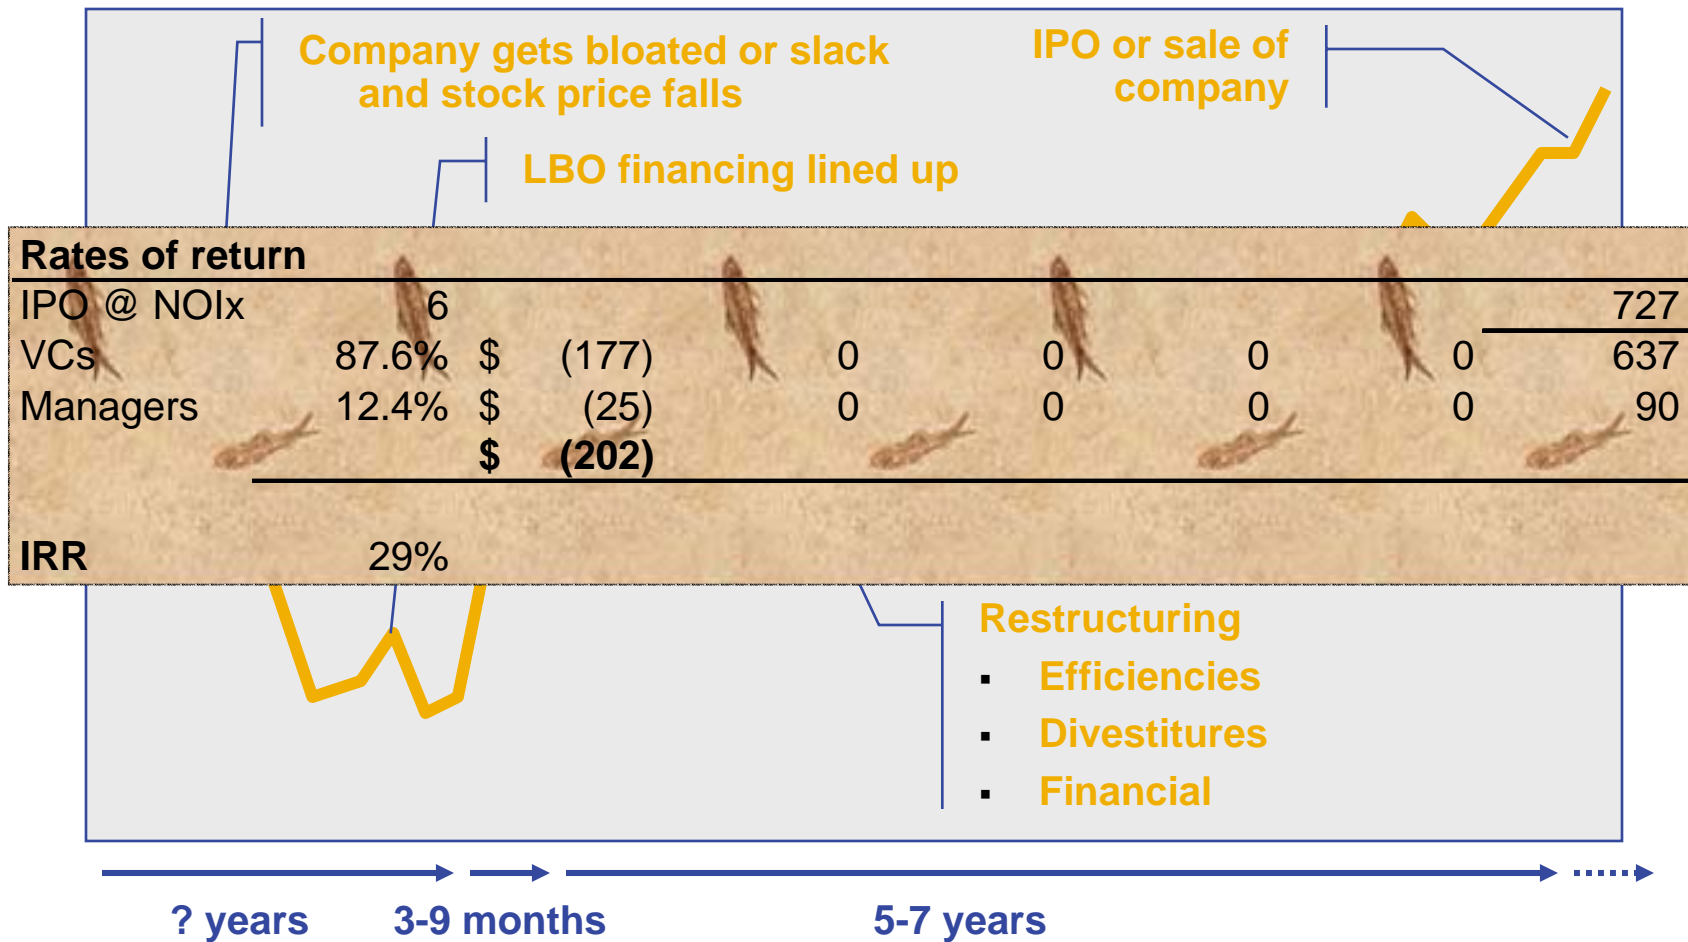 Company gets bloated or slack
and stock price falls
IPO or sale of
company
LBO financing lined up
Rates of return
IPO @ NOIx 6 727
VCs 87.6% $ (177) 0 0 0 0 637
Managers 12.4% $ (25) 0 0 0 0 90
$ (202)
IRR 29%
Restructuring
▪ Efficiencies
▪ Divestitures
▪ Financial
? years 3-9 months 5-7 years